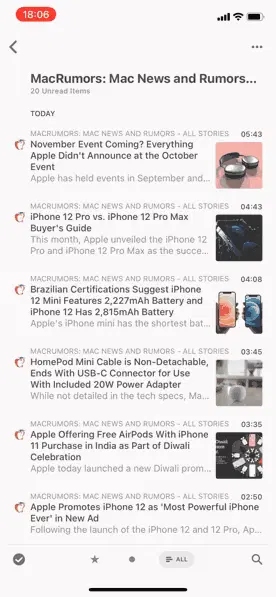 18:06
MacRumors: Mac News and Rumors...
20 Unread Items
TODAY
MACRUMORS: MAC NEWS AND RUMORS - ALL STORIES 05:43
November Event Coming? Everything
Apple Didn't Announce at the October
Event
Apple has held events in September and...
MACRUMORS: MAC NEWS AND RUMORS - ALL STORIES 04:43
iPhone 12 Pro vs. iPhone 12 Pro Max
Buyer's Guide
This month, Apple unveiled the iPhone 12
Pro and iPhone 12 Pro Max as the succe...
MACRUMORS: MAC NEWS AND RUMORS - ALL STORIES 04:08
Brazilian Certifications Suggest iPhone
12 Mini Features 2,227mAh Battery and
iPhone 12 Has 2,815mAh Battery
Apple's iPhone mini has the shortest bat...
MACRUMORS: MAC NEWS AND RUMORS - ALL STORIES 03:45
HomePod Mini Cable is Non-Detachable,
Ends With USB-C Connector for Use
With Included 20W Power Adapter
While not detailed in the tech specs, Ma...
MACRUMORS: MAC NEWS AND RUMORS - ALL STORIES 03:35
Apple Offering Free AirPods With iPhone
11 Purchase in India as Part of Diwali
Celebration
Apple today launched a new Diwali prom...
MACRUMORS: MAC NEWS AND RUMORS - ALL STORIES 02:50
Apple Promotes iPhone 12 as 'Most Powerful iPhone
Ever' in New Ad
Following the launch of the iPhone 12 and 12 Pro, Ap...
ALL